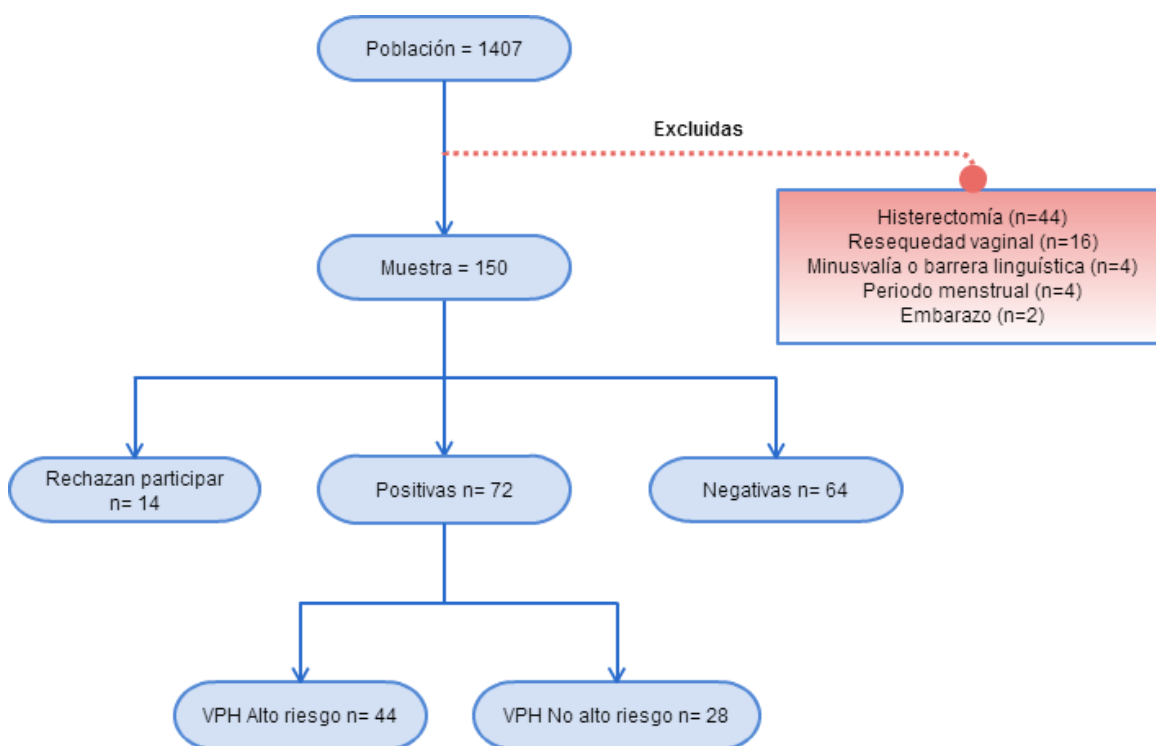 Población = 1407
Excluidas
Histerectomía (n=44)
Resequedad vaginal (n=16)
Minusvalía o barrera linguística (n=4)
Periodo menstrual (n=4)
Embarazo (n=2)
Muestra = 150
Rechazan participar
n= 14
Positivas n= 72
Negativas n= 64
VPH Alto riesgo n= 44
VPH No alto riesgo n= 28